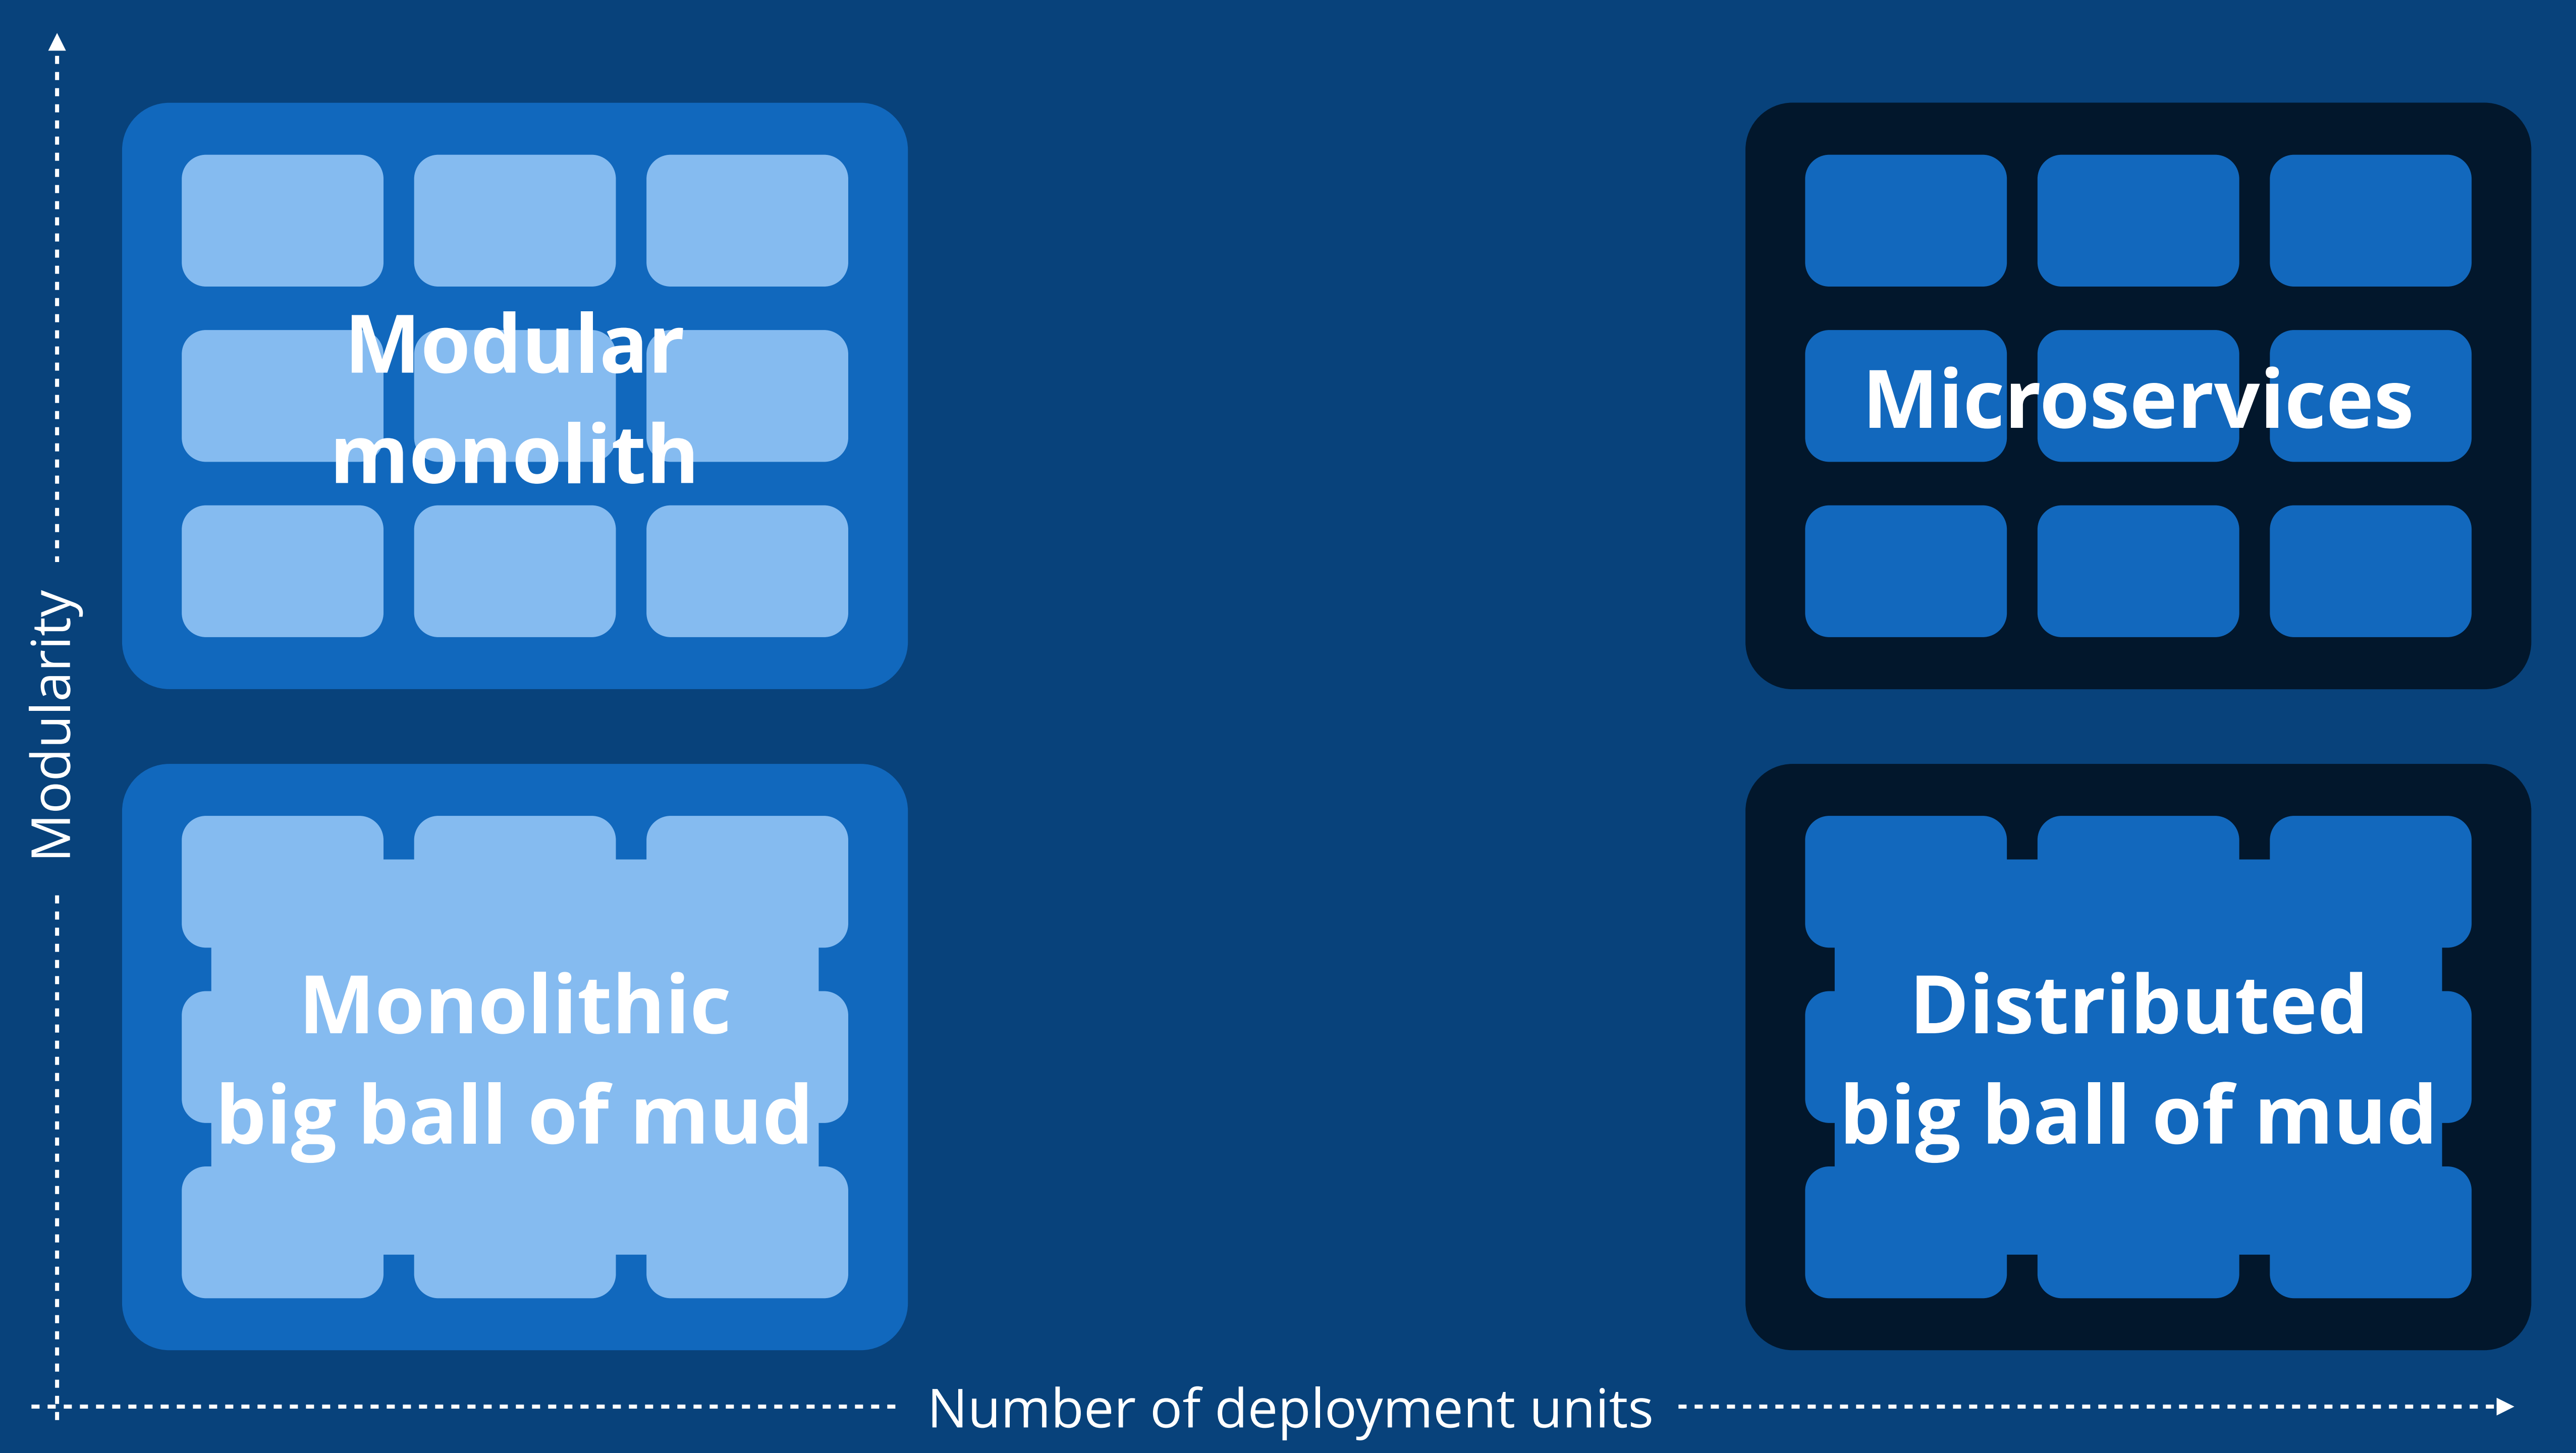 Modular
monolith
Microservices
Modularity
Monolithic
big ball of mud
Distributed
big ball of mud
Number of deployment units